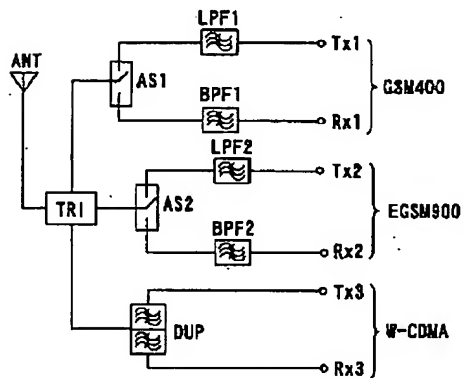 LPF1
Tx1
ANT
AS1
GSM400
BPF1
Rx1
LPF2
Tx2
TRI
AS2
EGSM900
BPF2
Rx2
Tx3
DUP
W-CDMA
Rx3